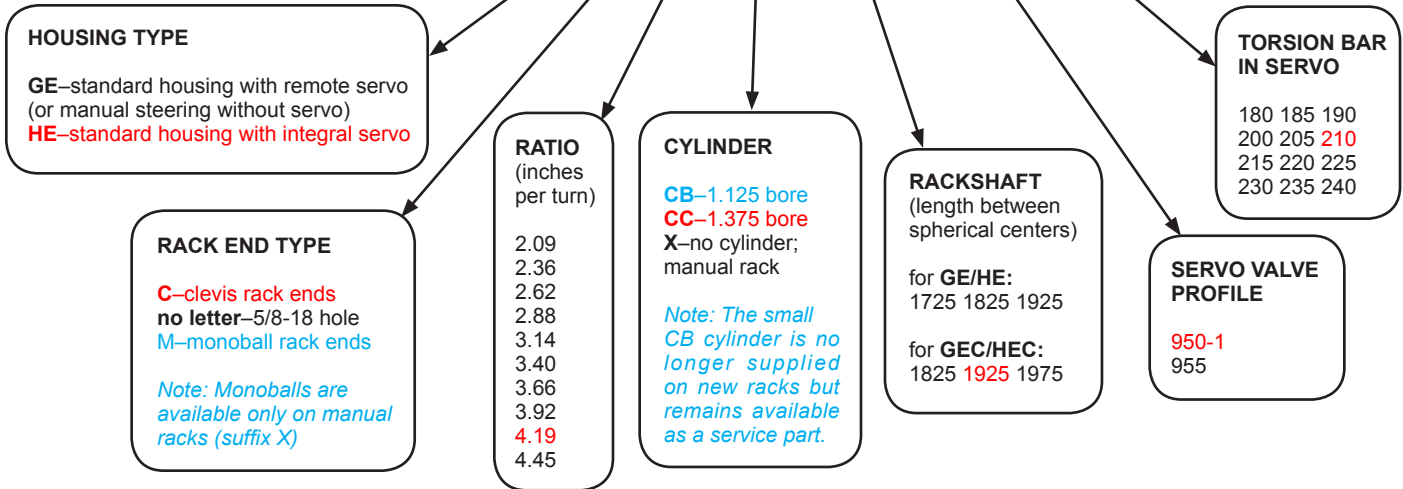 HOUSING TYPE
GE–standard housing with remote servo
(or manual steering without servo)
HE–standard housing with integral servo
RACK END TYPE
C–clevis rack ends
no letter–5/8-18 hole
M–monoball rack ends
Note: Monoballs are
available only on manual
racks (suffix X)
RATIO
(inches
per turn)
2.09
2.36
2.62
2.88
3.14
3.40
3.66
3.92
4.19
4.45
CYLINDER
CB–1.125 bore
CC–1.375 bore
X–no cylinder;
manual rack
Note: The small
CB cylinder is no
longer supplied
on new racks but
remains available
as a service part.
RACKSHAFT
(length between
spherical centers)
for GE/HE:
1725 1825 1925
for GEC/HEC:
1825 1925 1975
SERVO VALVE
PROFILE
950-1
955
TORSION BAR
IN SERVO
180 185 190
200 205 210
215 220 225
230 235 240